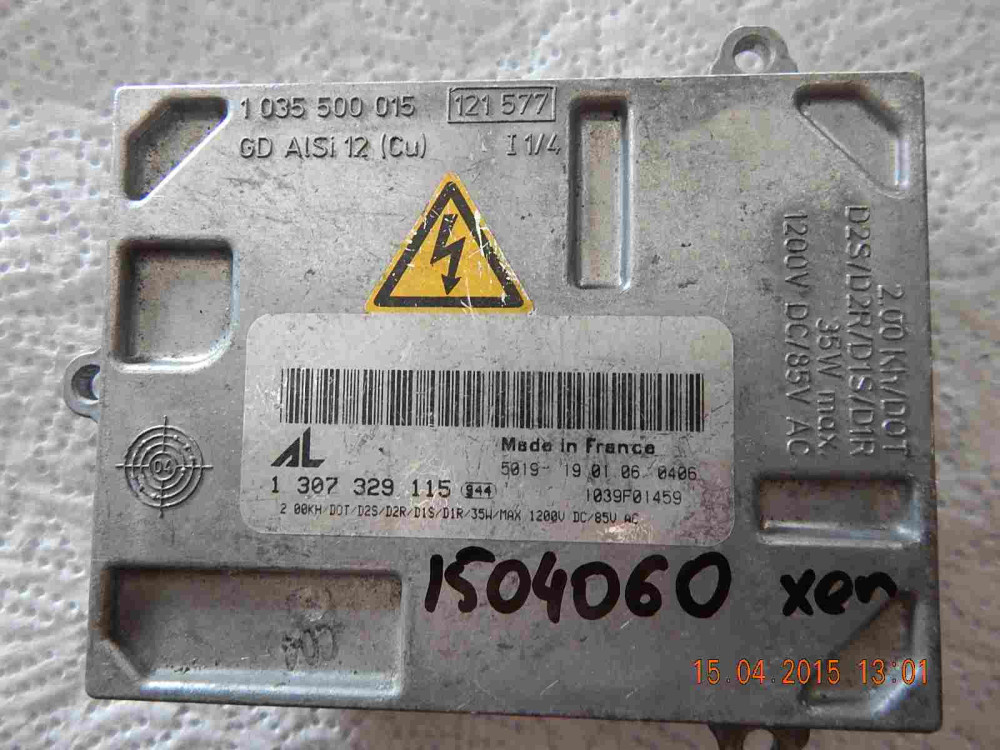 1 035 500 015 121 577
GD AlSi 12 (Cu) I 1/4
2.00 Kh/DOT
D2S/D2R/D1S/D1R
35W max.
1200V DC/85V AC
AL
Made in France
5019- 19.01.06 0406
1 307 329 115 944
1039F01459
2 00KH/DOT/D2S/D2R/D1S/D1R/35W/MAX 1200V DC/85V AC
1504060 xen
15.04.2015 13:01